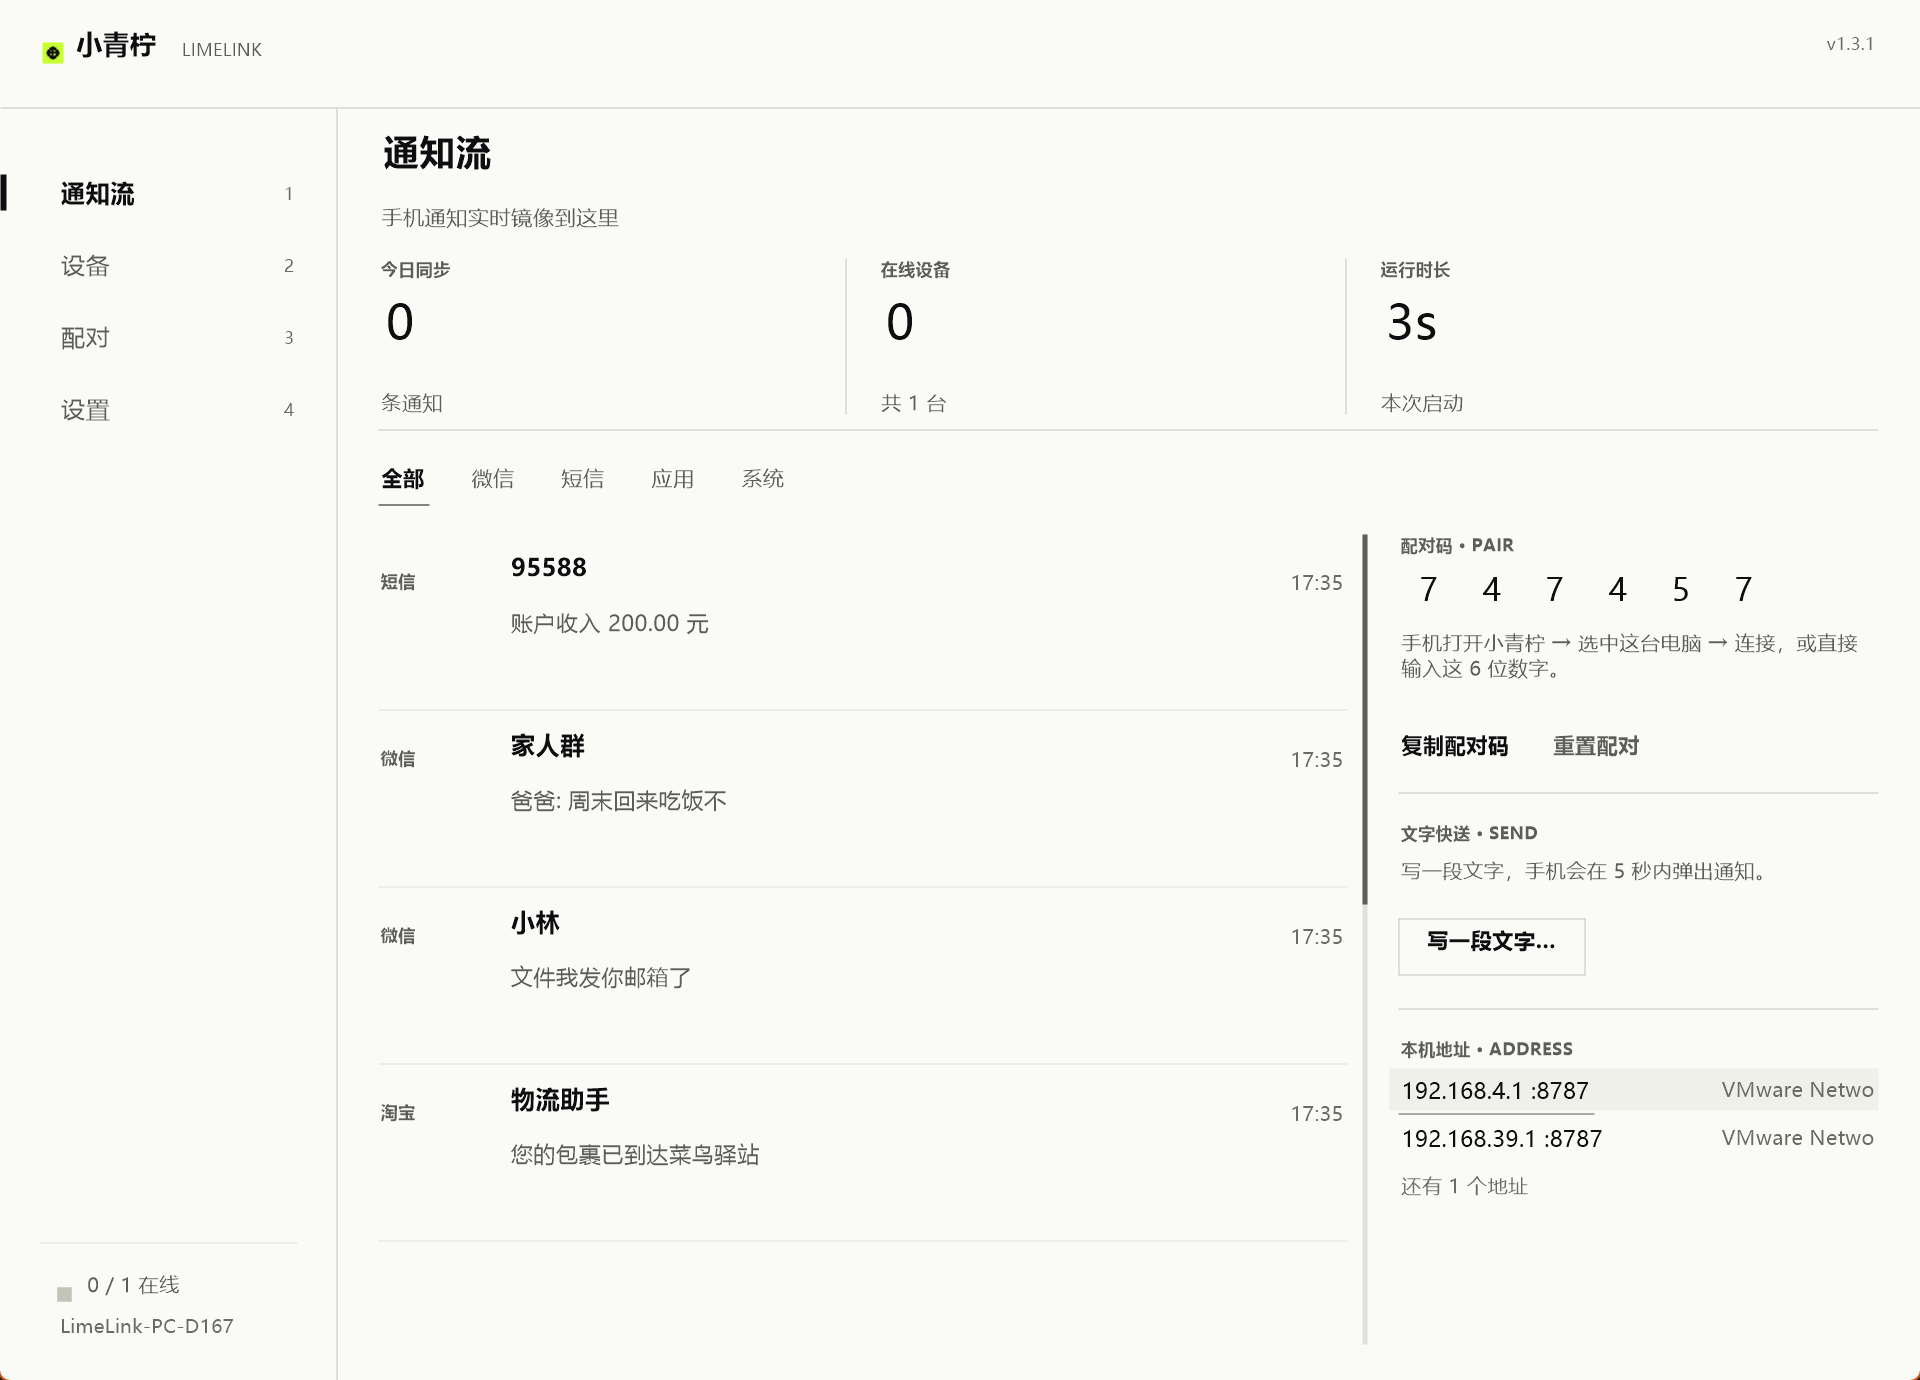 小青柠 LIMELINK
v1.3.1
通知流 1
设备 2
配对 3
设置 4
0 / 1 在线
LimeLink-PC-D167
通知流
手机通知实时镜像到这里
今日同步
0
条通知
在线设备
0
共 1 台
运行时长
3s
本次启动
全部 微信 短信 应用 系统
短信
95588
账户收入 200.00 元
17:35
微信
家人群
爸爸: 周末回来吃饭不
17:35
微信
小林
文件我发你邮箱了
17:35
淘宝
物流助手
您的包裹已到达菜鸟驿站
17:35
配对码 • PAIR
7 4 7 4 5 7
手机打开小青柠 → 选中这台电脑 → 连接，或直接
输入这 6 位数字。
复制配对码 重置配对
文字快送 • SEND
写一段文字，手机会在 5 秒内弹出通知。
写一段文字...
本机地址 • ADDRESS
192.168.4.1 :8787 VMware Netwo
192.168.39.1 :8787 VMware Netwo
还有 1 个地址